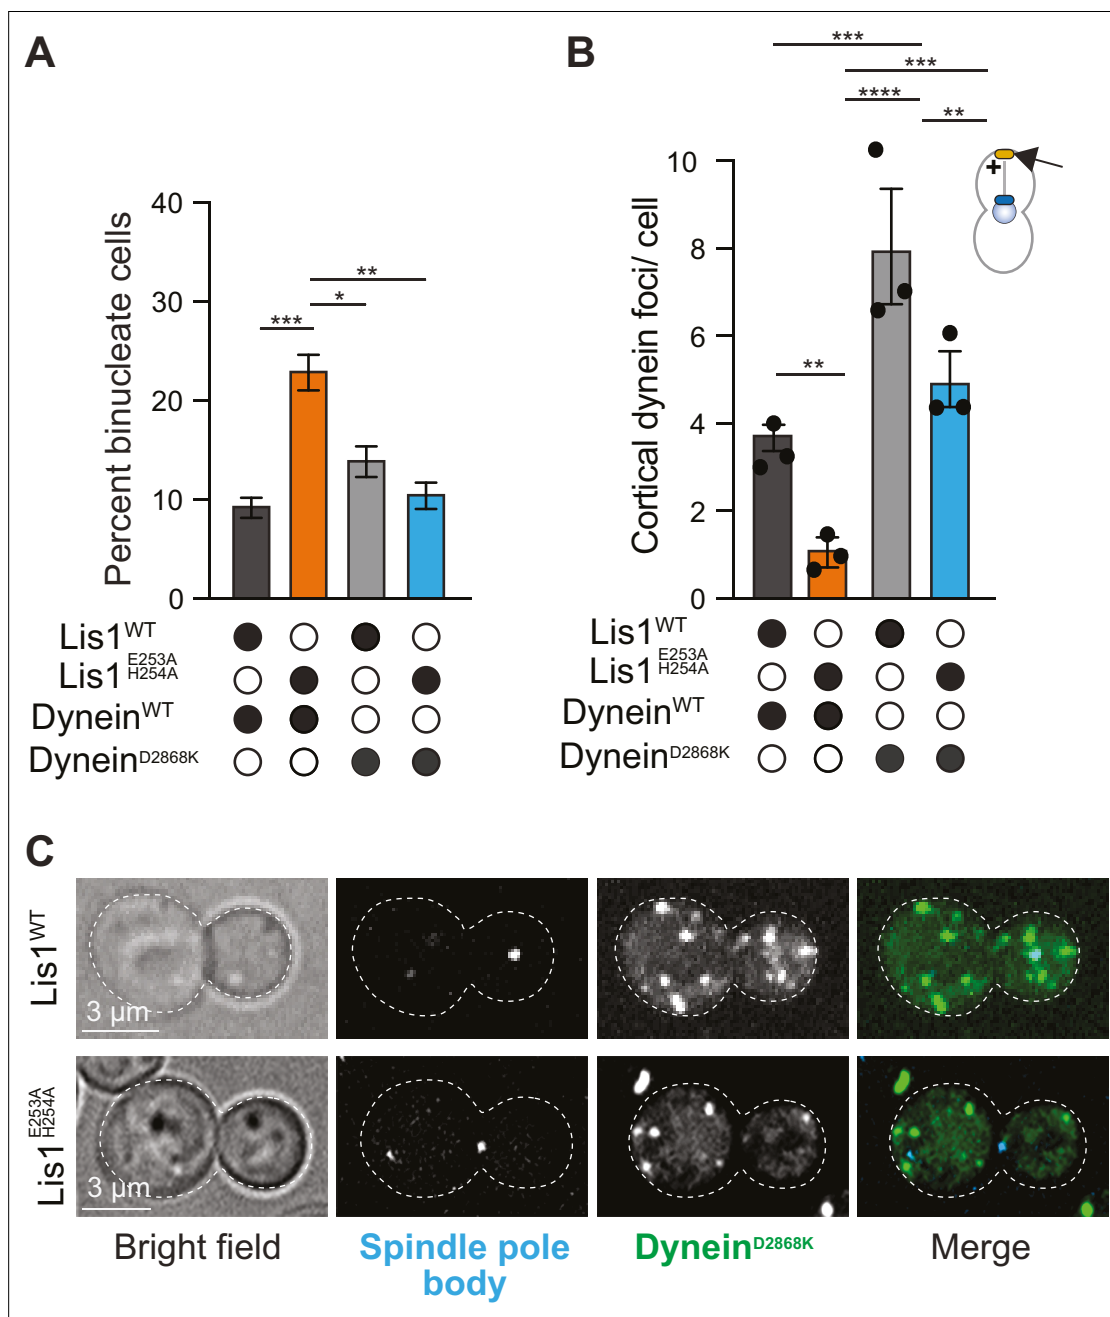 A
Percent binucleate cells
40
30
20
10
0
***
*
**
Lis1WT
Lis1E253A H254A
DyneinWT
DyneinD2868K
B
Cortical dynein foci/ cell
10
8
6
4
2
0
***
***
****
**
**
+
Lis1WT
Lis1E253A H254A
DyneinWT
DyneinD2868K
C
Lis1WT
3 µm
Lis1E253A H254A
3 µm
Bright field
Spindle pole
body
DyneinD2868K
Merge